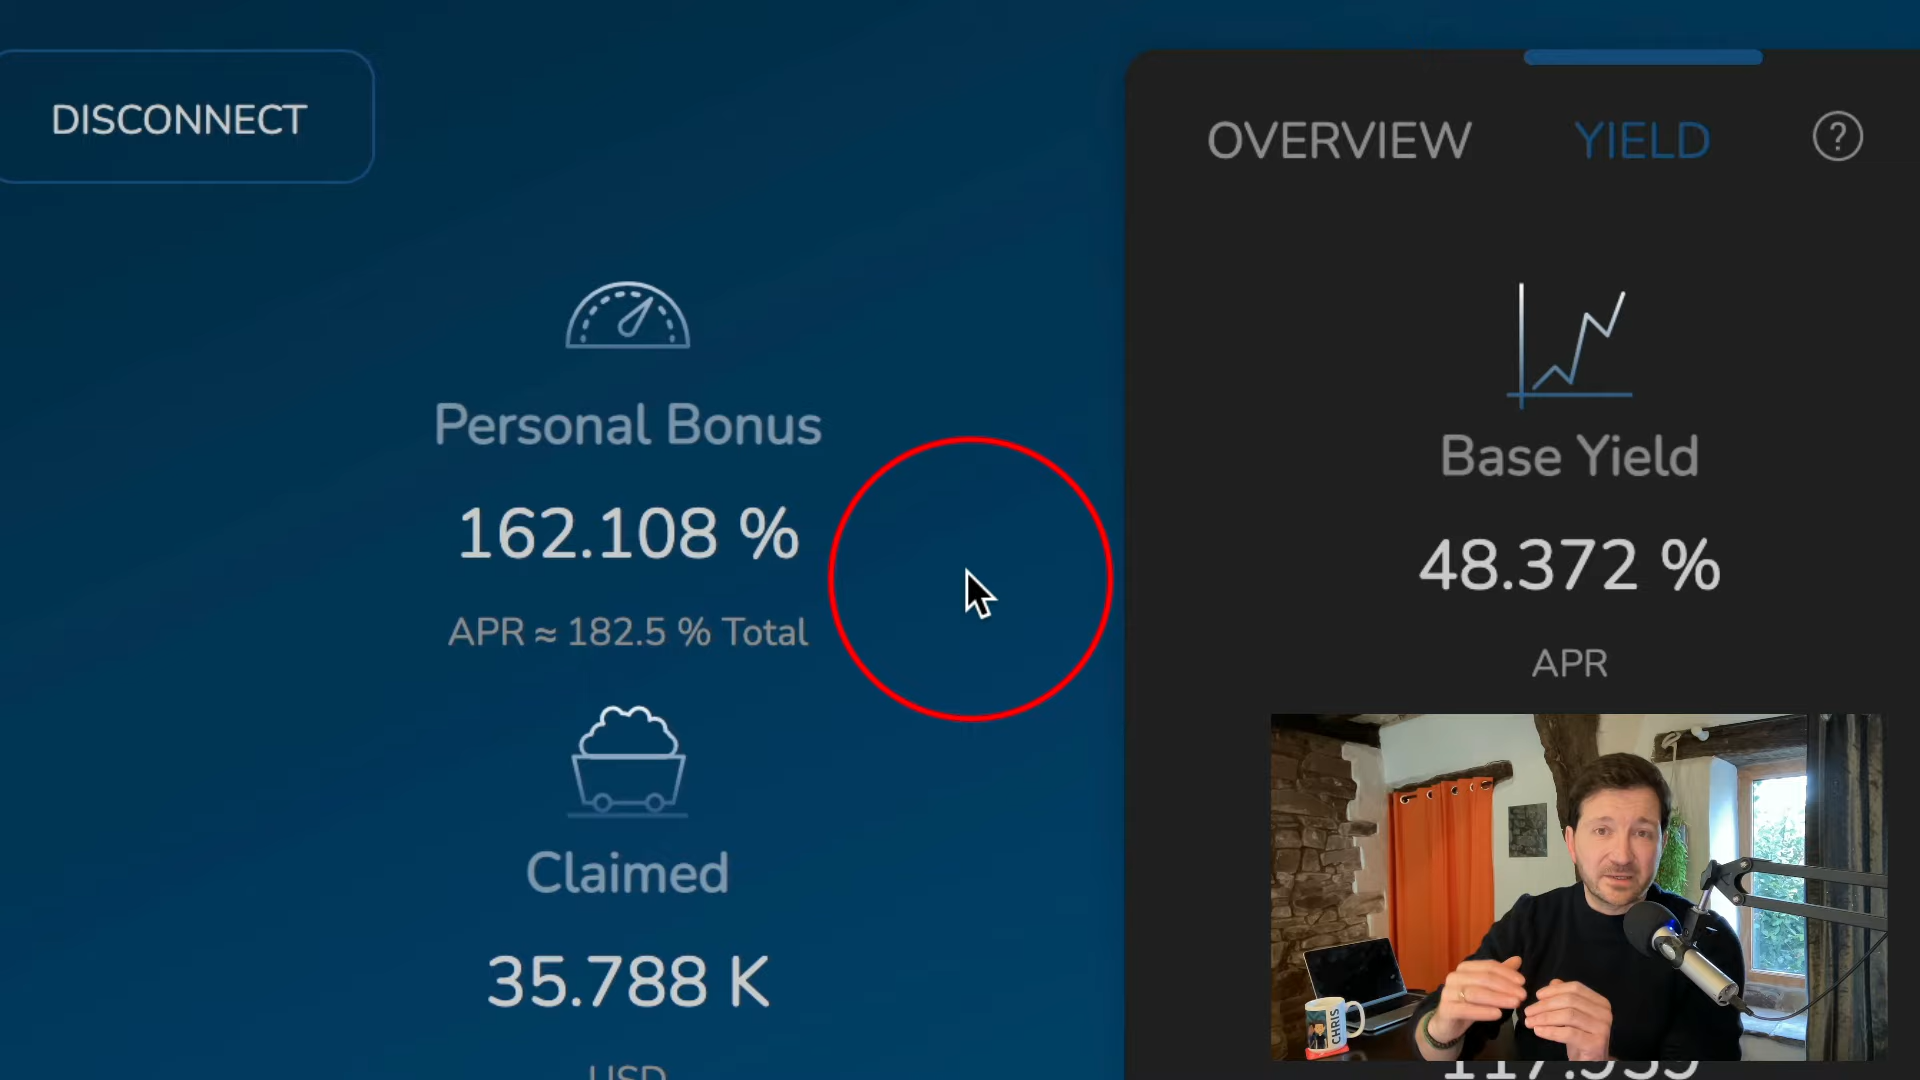 DISCONNECT
Personal Bonus
162.108 %
APR ≈ 182.5 % Total
Claimed
35.788 K
USD
OVERVIEW
YIELD
?
Base Yield
48.372 %
APR
CHRIS